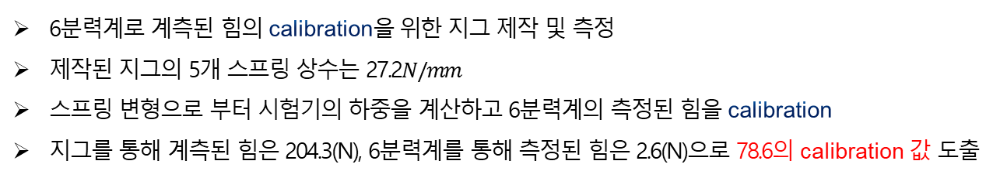 ➢ 6분력계로 계측된 힘의 calibration을 위한 지그 제작 및 측정
➢ 제작된 지그의 5개 스프링 상수는 27.2N/mm
➢ 스프링 변형으로 부터 시험기의 하중을 계산하고 6분력계의 측정된 힘을 calibration
➢ 지그를 통해 계측된 힘은 204.3(N), 6분력계를 통해 측정된 힘은 2.6(N)으로 78.6의 calibration 값 도출